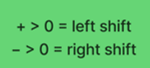 + > 0 = left shift
− > 0 = right shift